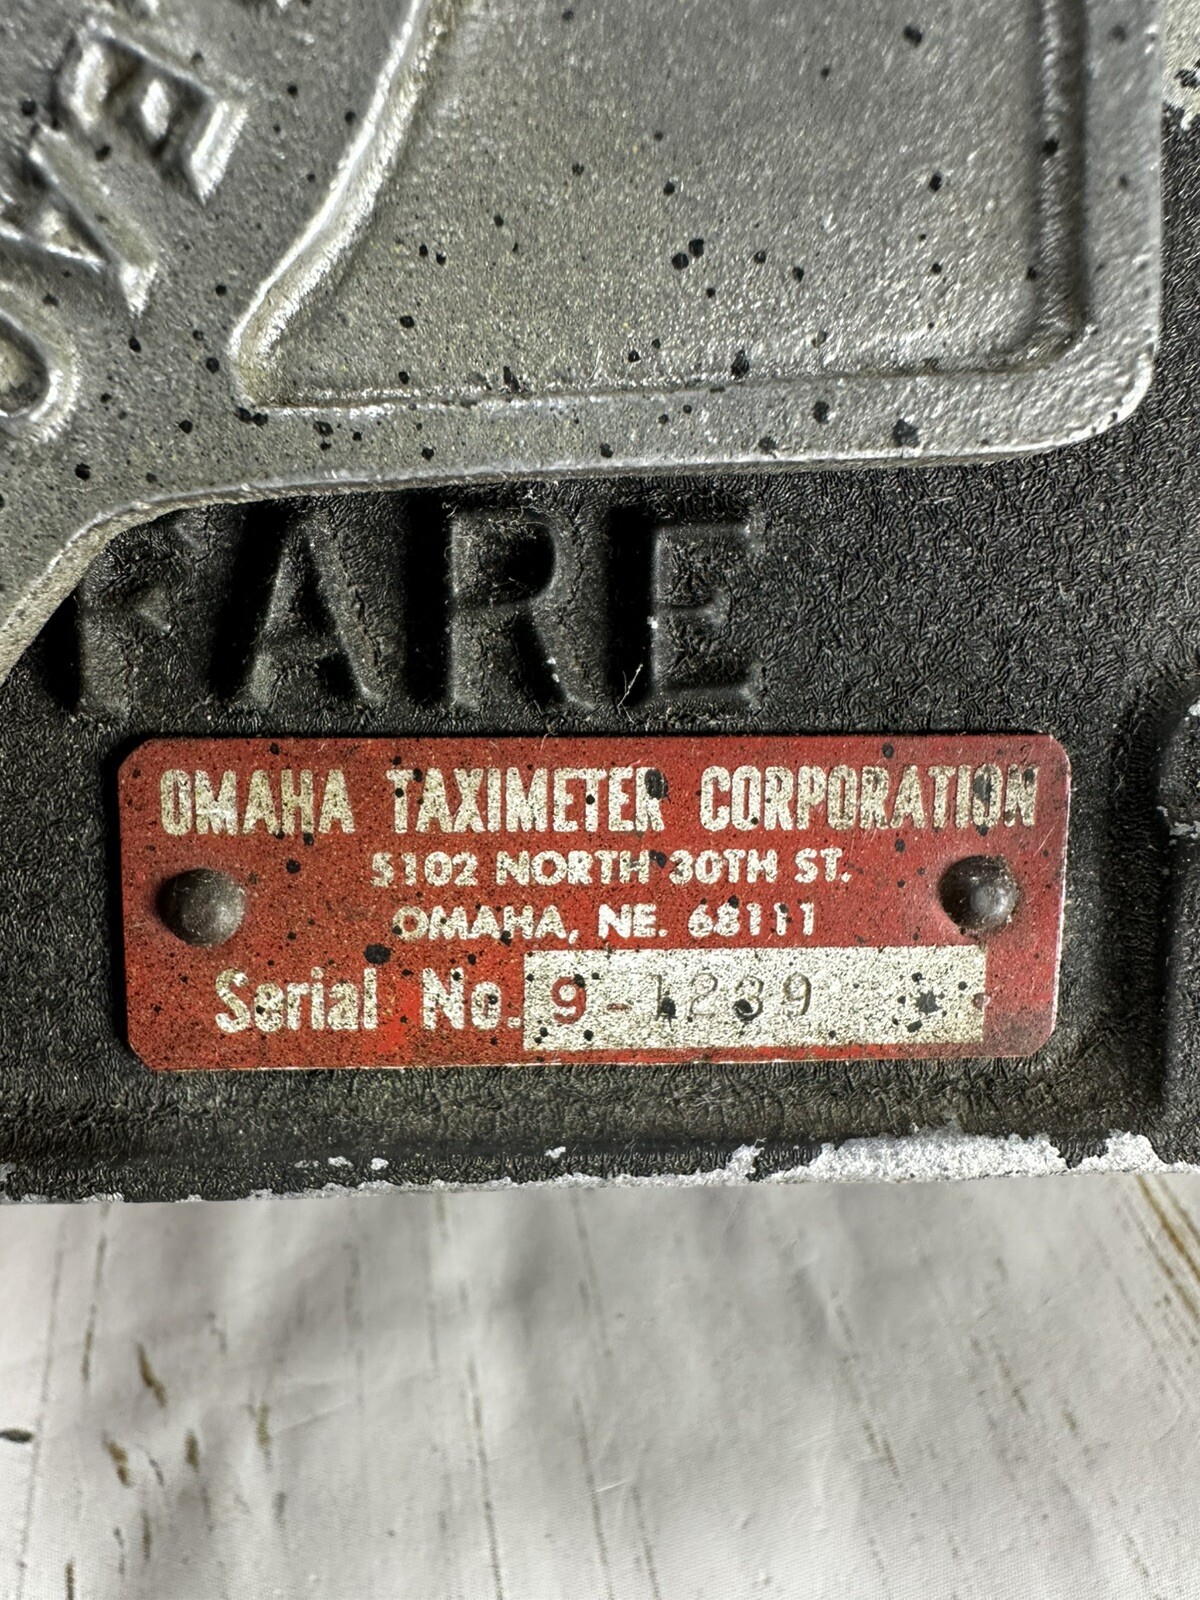 FARE
OMAHA TAXIMETER CORPORATION
5102 NORTH 30TH ST.
OMAHA, NE. 68111
Serial No. 9-1239